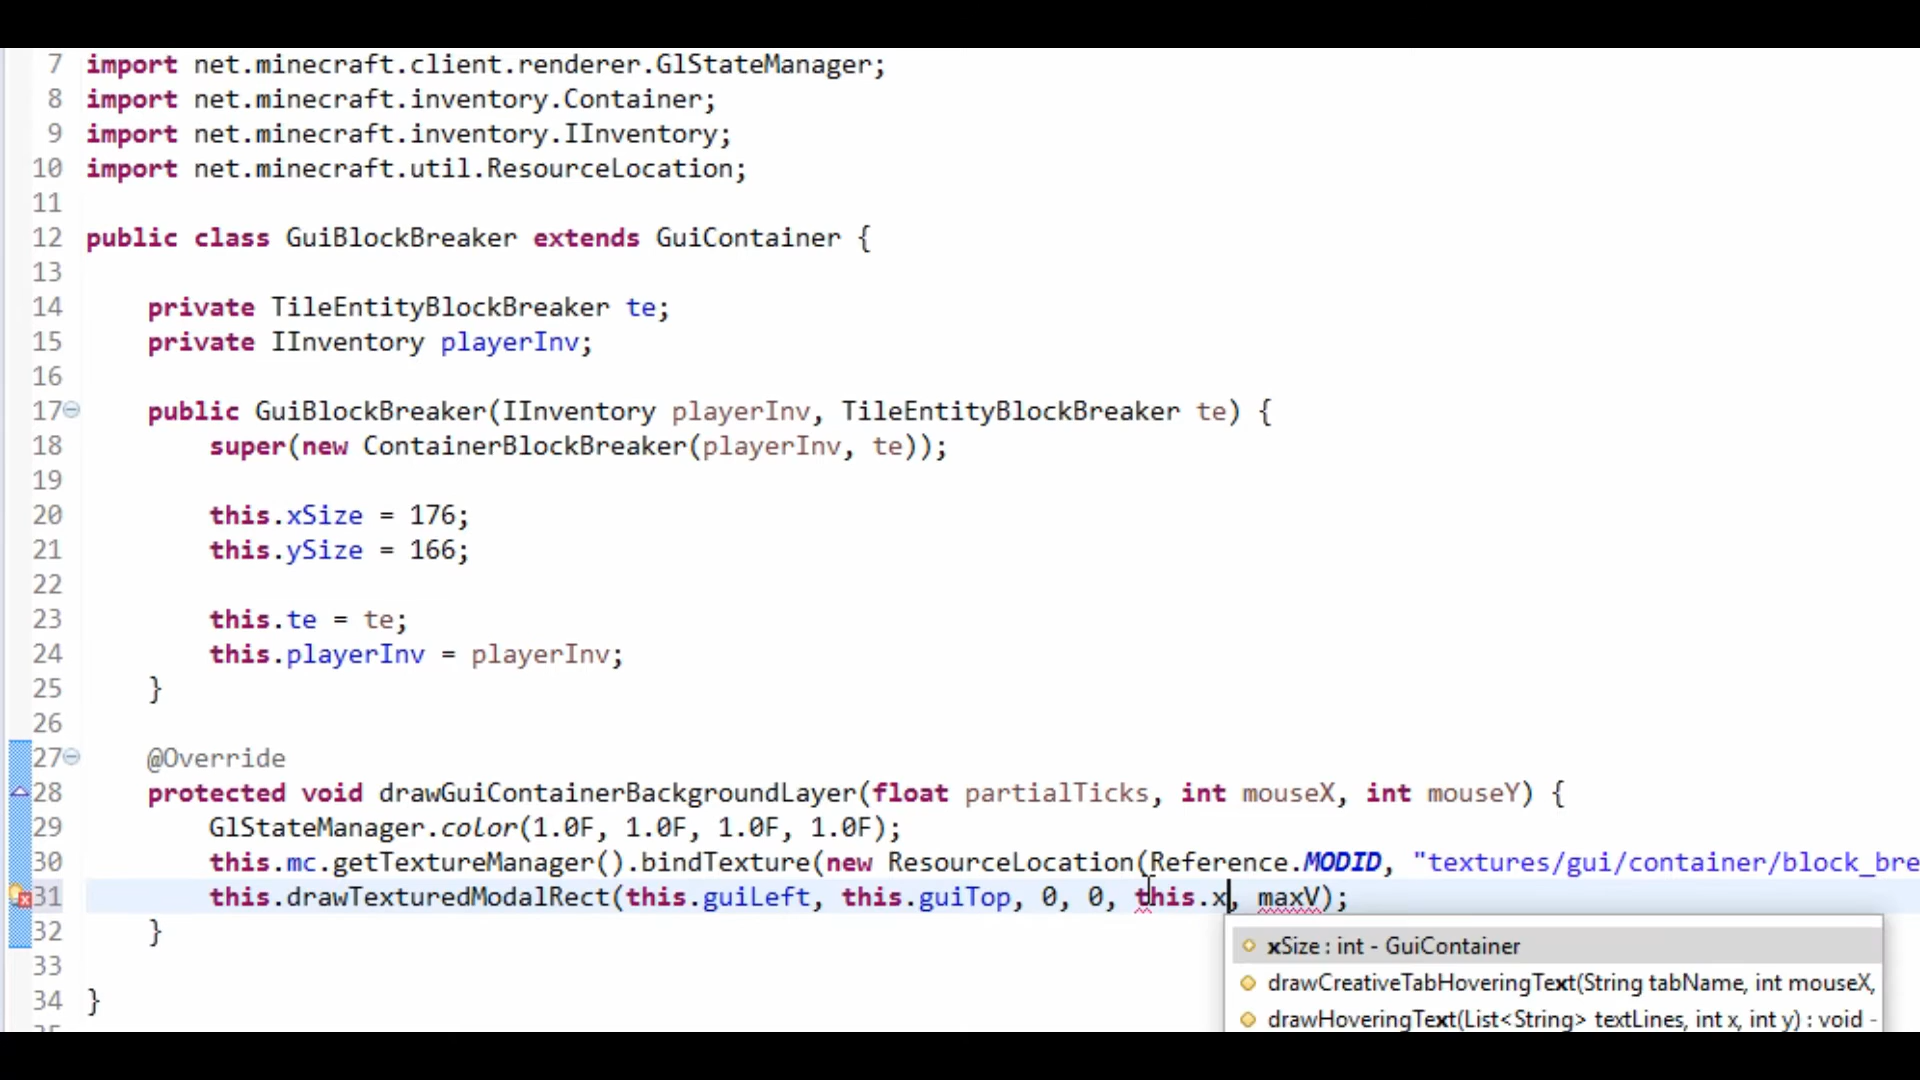 7 import net.minecraft.client.renderer.GlStateManager;
8 import net.minecraft.inventory.Container;
9 import net.minecraft.inventory.IInventory;
10 import net.minecraft.util.ResourceLocation;
11
12 public class GuiBlockBreaker extends GuiContainer {
13
14 private TileEntityBlockBreaker te;
15 private IInventory playerInv;
16
17 public GuiBlockBreaker(IInventory playerInv, TileEntityBlockBreaker te) {
18 super(new ContainerBlockBreaker(playerInv, te));
19
20 this.xSize = 176;
21 this.ySize = 166;
22
23 this.te = te;
24 this.playerInv = playerInv;
25 }
26
27 @Override
28 protected void drawGuiContainerBackgroundLayer(float partialTicks, int mouseX, int mouseY) {
29 GlStateManager.color(1.0F, 1.0F, 1.0F, 1.0F);
30 this.mc.getTextureManager().bindTexture(new ResourceLocation(Reference.MODID, "textures/gui/container/block_bre
31 this.drawTexturedModalRect(this.guiLeft, this.guiTop, 0, 0, this.x, maxV);
32 }
xSize : int - GuiContainer
33
drawCreativeTabHoveringText(String tabName, int mouseX,
34 }
drawHoveringText(List<String> textLines, int x, int y) : void -